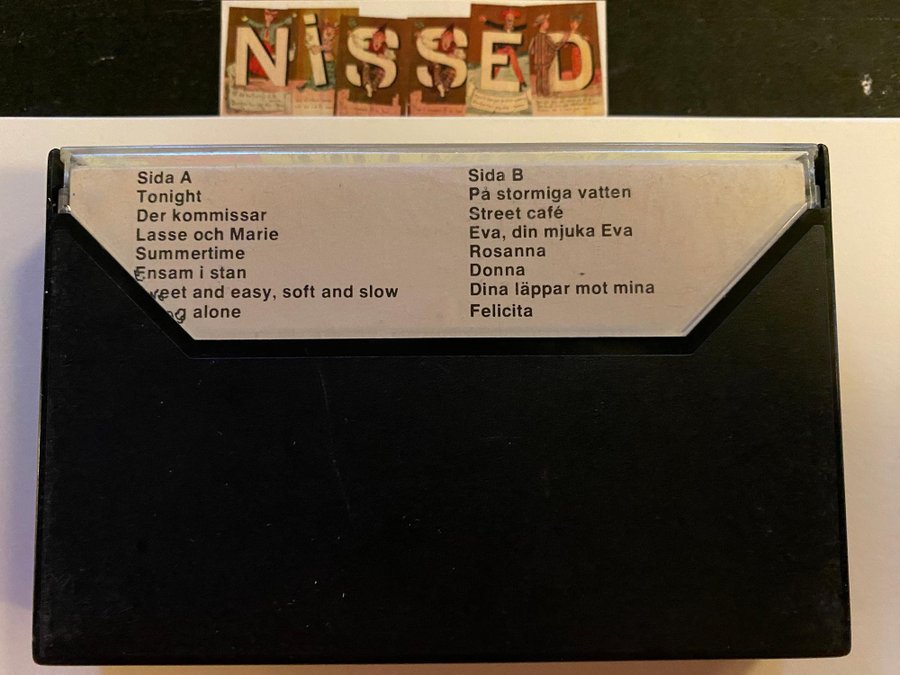 NiSSED
Sida A
Tonight
Der kommissar
Lasse och Marie
Summertime
Ensam i stan
and easy, soft and slow
alone
Sida B
På stormiga vatten
Street café
Eva, din mjuka Eva
Rosanna
Donna
Dina läppar mot mina
Felicita